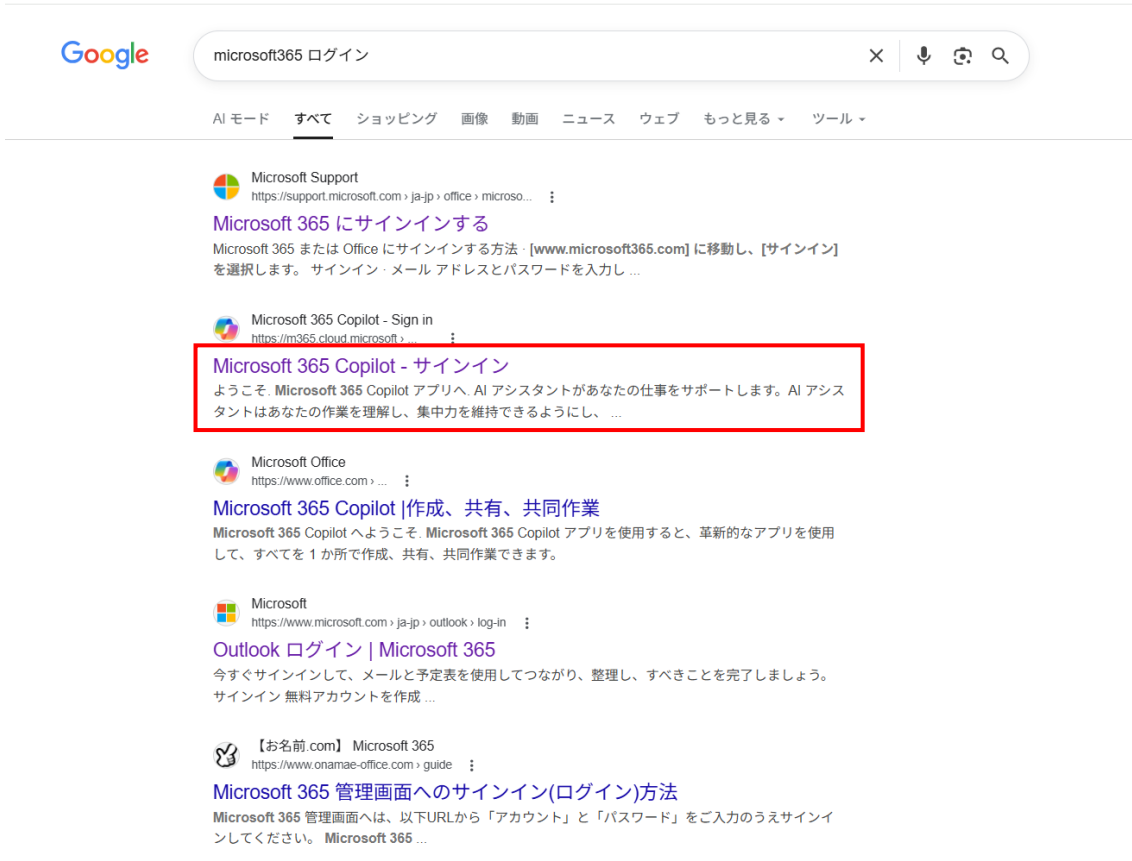 Google
microsoft365 ログイン
AI モード すべて ショッピング 画像 動画 ニュース ウェブ もっと見る ツール
Microsoft Support
https://support.microsoft.com › ja-jp › office › microso...
Microsoft 365 にサインインする
Microsoft 365 または Office にサインインする方法 · [www.microsoft365.com] に移動し、[サインイン]
を選択します。 サインイン · メール アドレスとパスワードを入力し ...
Microsoft 365 Copilot - Sign in
https://m365.cloud.microsoft › ...
Microsoft 365 Copilot - サインイン
ようこそ. Microsoft 365 Copilot アプリへ. AI アシスタントがあなたの仕事をサポートします。AI アシス
タントはあなたの作業を理解し、集中力を維持できるようにし、 ...
Microsoft Office
https://www.office.com › ...
Microsoft 365 Copilot |作成、共有、共同作業
Microsoft 365 Copilot へようこそ. Microsoft 365 Copilot アプリを使用すると、革新的なアプリを使用
して、すべてを 1 か所で作成、共有、共同作業できます。
Microsoft
https://www.microsoft.com › ja-jp › outlook › log-in
Outlook ログイン | Microsoft 365
今すぐサインインして、メールと予定表を使用してつながり、整理し、すべきことを完了しましょう。
サインイン 無料アカウントを作成 ...
【お名前.com】 Microsoft 365
https://www.onamae-office.com › guide
Microsoft 365 管理画面へのサインイン(ログイン)方法
Microsoft 365 管理画面へは、以下URLから「アカウント」と「パスワード」をご入力のうえサインイ
ンしてください。 Microsoft 365 ...